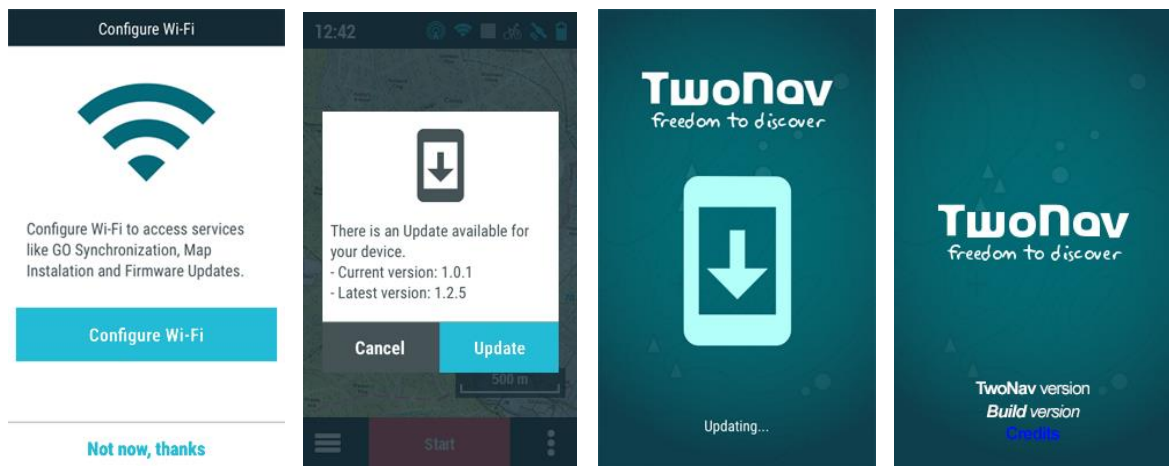 Configure Wi-Fi
Configure Wi-Fi to access services
like GO Synchronization, Map
Instalation and Firmware Updates.
Configure Wi-Fi
Not now, thanks
12:42
There is an Update available for
your device.
- Current version: 1.0.1
- Latest version: 1.2.5
Cancel
Update
500 m
Start
TwoNav
freedom to discover
Updating...
TwoNav
freedom to discover
TwoNav version
Build version
Credits